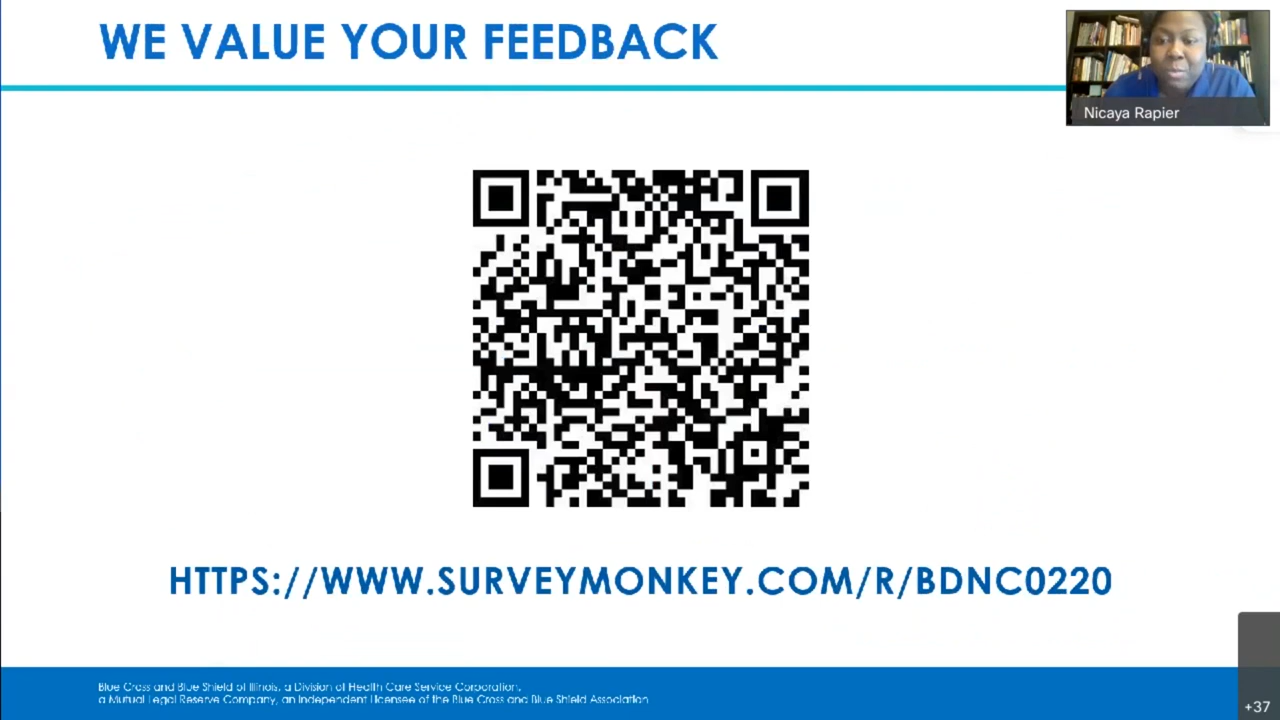 WE VALUE YOUR FEEDBACK
Nicaya Rapier
HTTPS://WWW.SURVEYMONKEY.COM/R/BDNC0220
Blue Cross and Blue Shield of Illinois, a Division of Health Care Service Corporation,
a Mutual Legal Reserve Company, an Independent Licensee of the Blue Cross and Blue Shield Association
+37